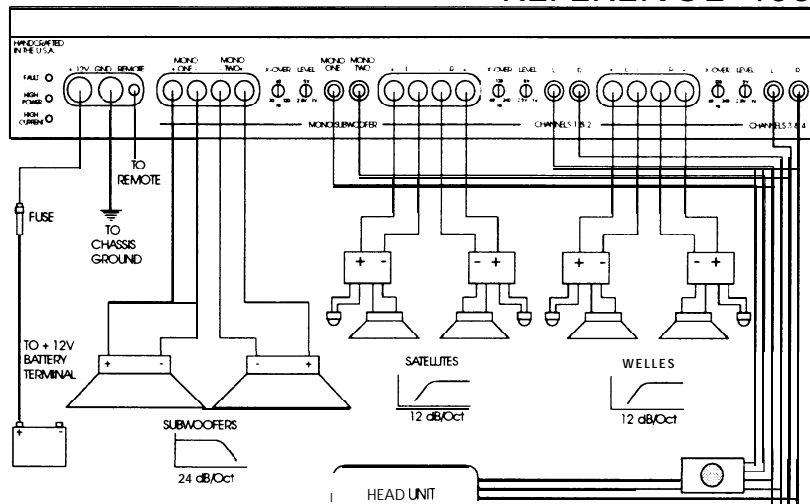 HANDCRAFTED
IN THE U.S.A.
+ 12V GND REMOTE
MONO
+ ONE -
MONO
- TWO+
X-OVER LEVEL
MONO
ONE
MONO
TWO
X-OVER LEVEL
L
R
X-OVER LEVEL
L
R
FAULT
HIGH
POWER
HIGH
CURRENT
MONO SUBWOOFER
CHANNELS 1 & 2
CHANNELS 3 & 4
TO
REMOTE
FUSE
TO
CHASSIS
GROUND
+ -
- +
+ -
- +
TO + 12V
BATTERY
TERMINAL
+ -
- +
SATELLITES
WELLES
12 dB/Oct
12 dB/Oct
SUBWOOFERS
24 dB/Oct
+ -
HEAD UNIT